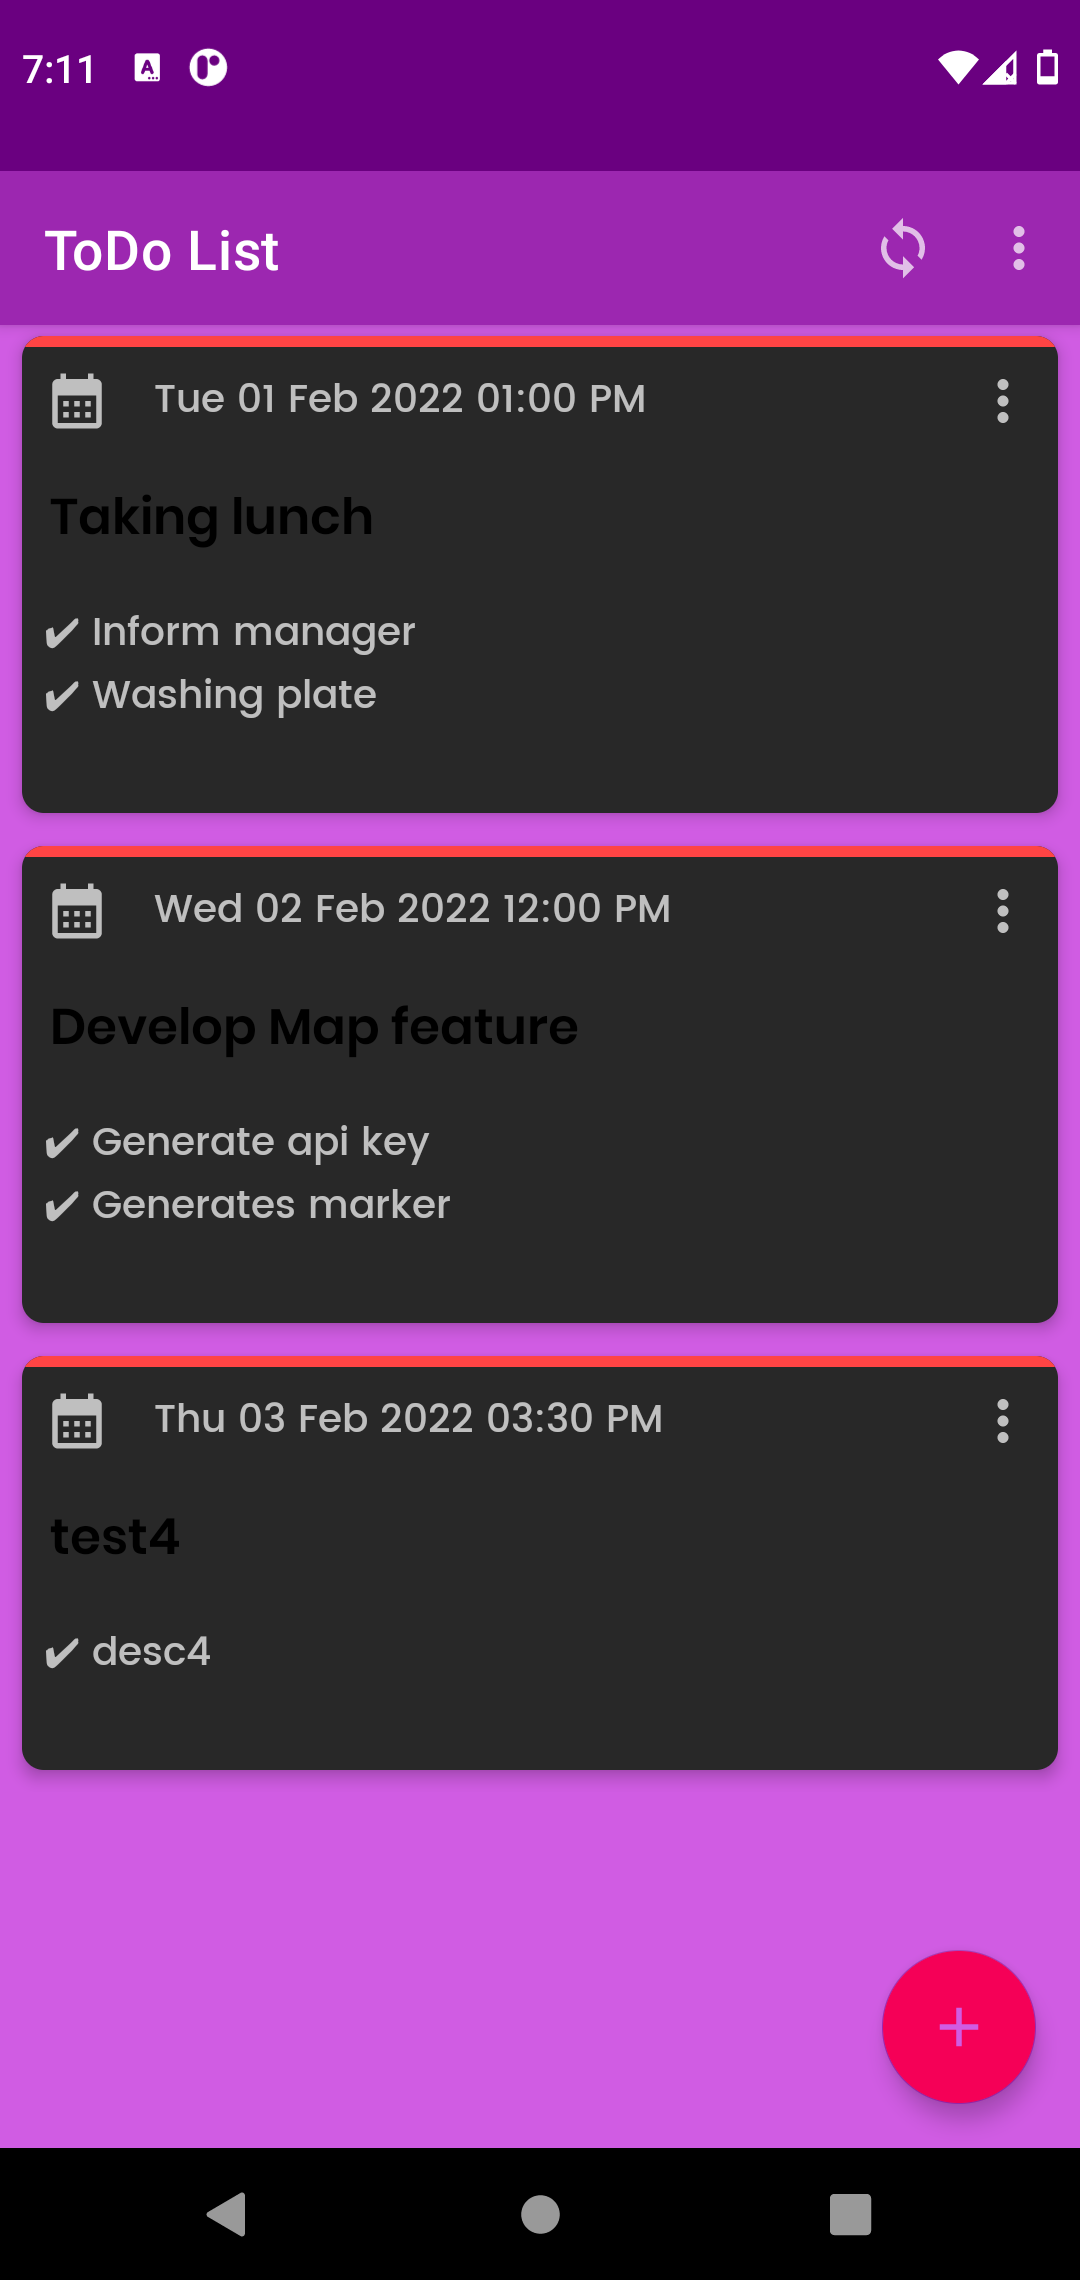 7:11
ToDo List
Tue 01 Feb 2022 01:00 PM
Taking lunch
✔ Inform manager
✔ Washing plate
Wed 02 Feb 2022 12:00 PM
Develop Map feature
✔ Generate api key
✔ Generates marker
Thu 03 Feb 2022 03:30 PM
test4
✔ desc4